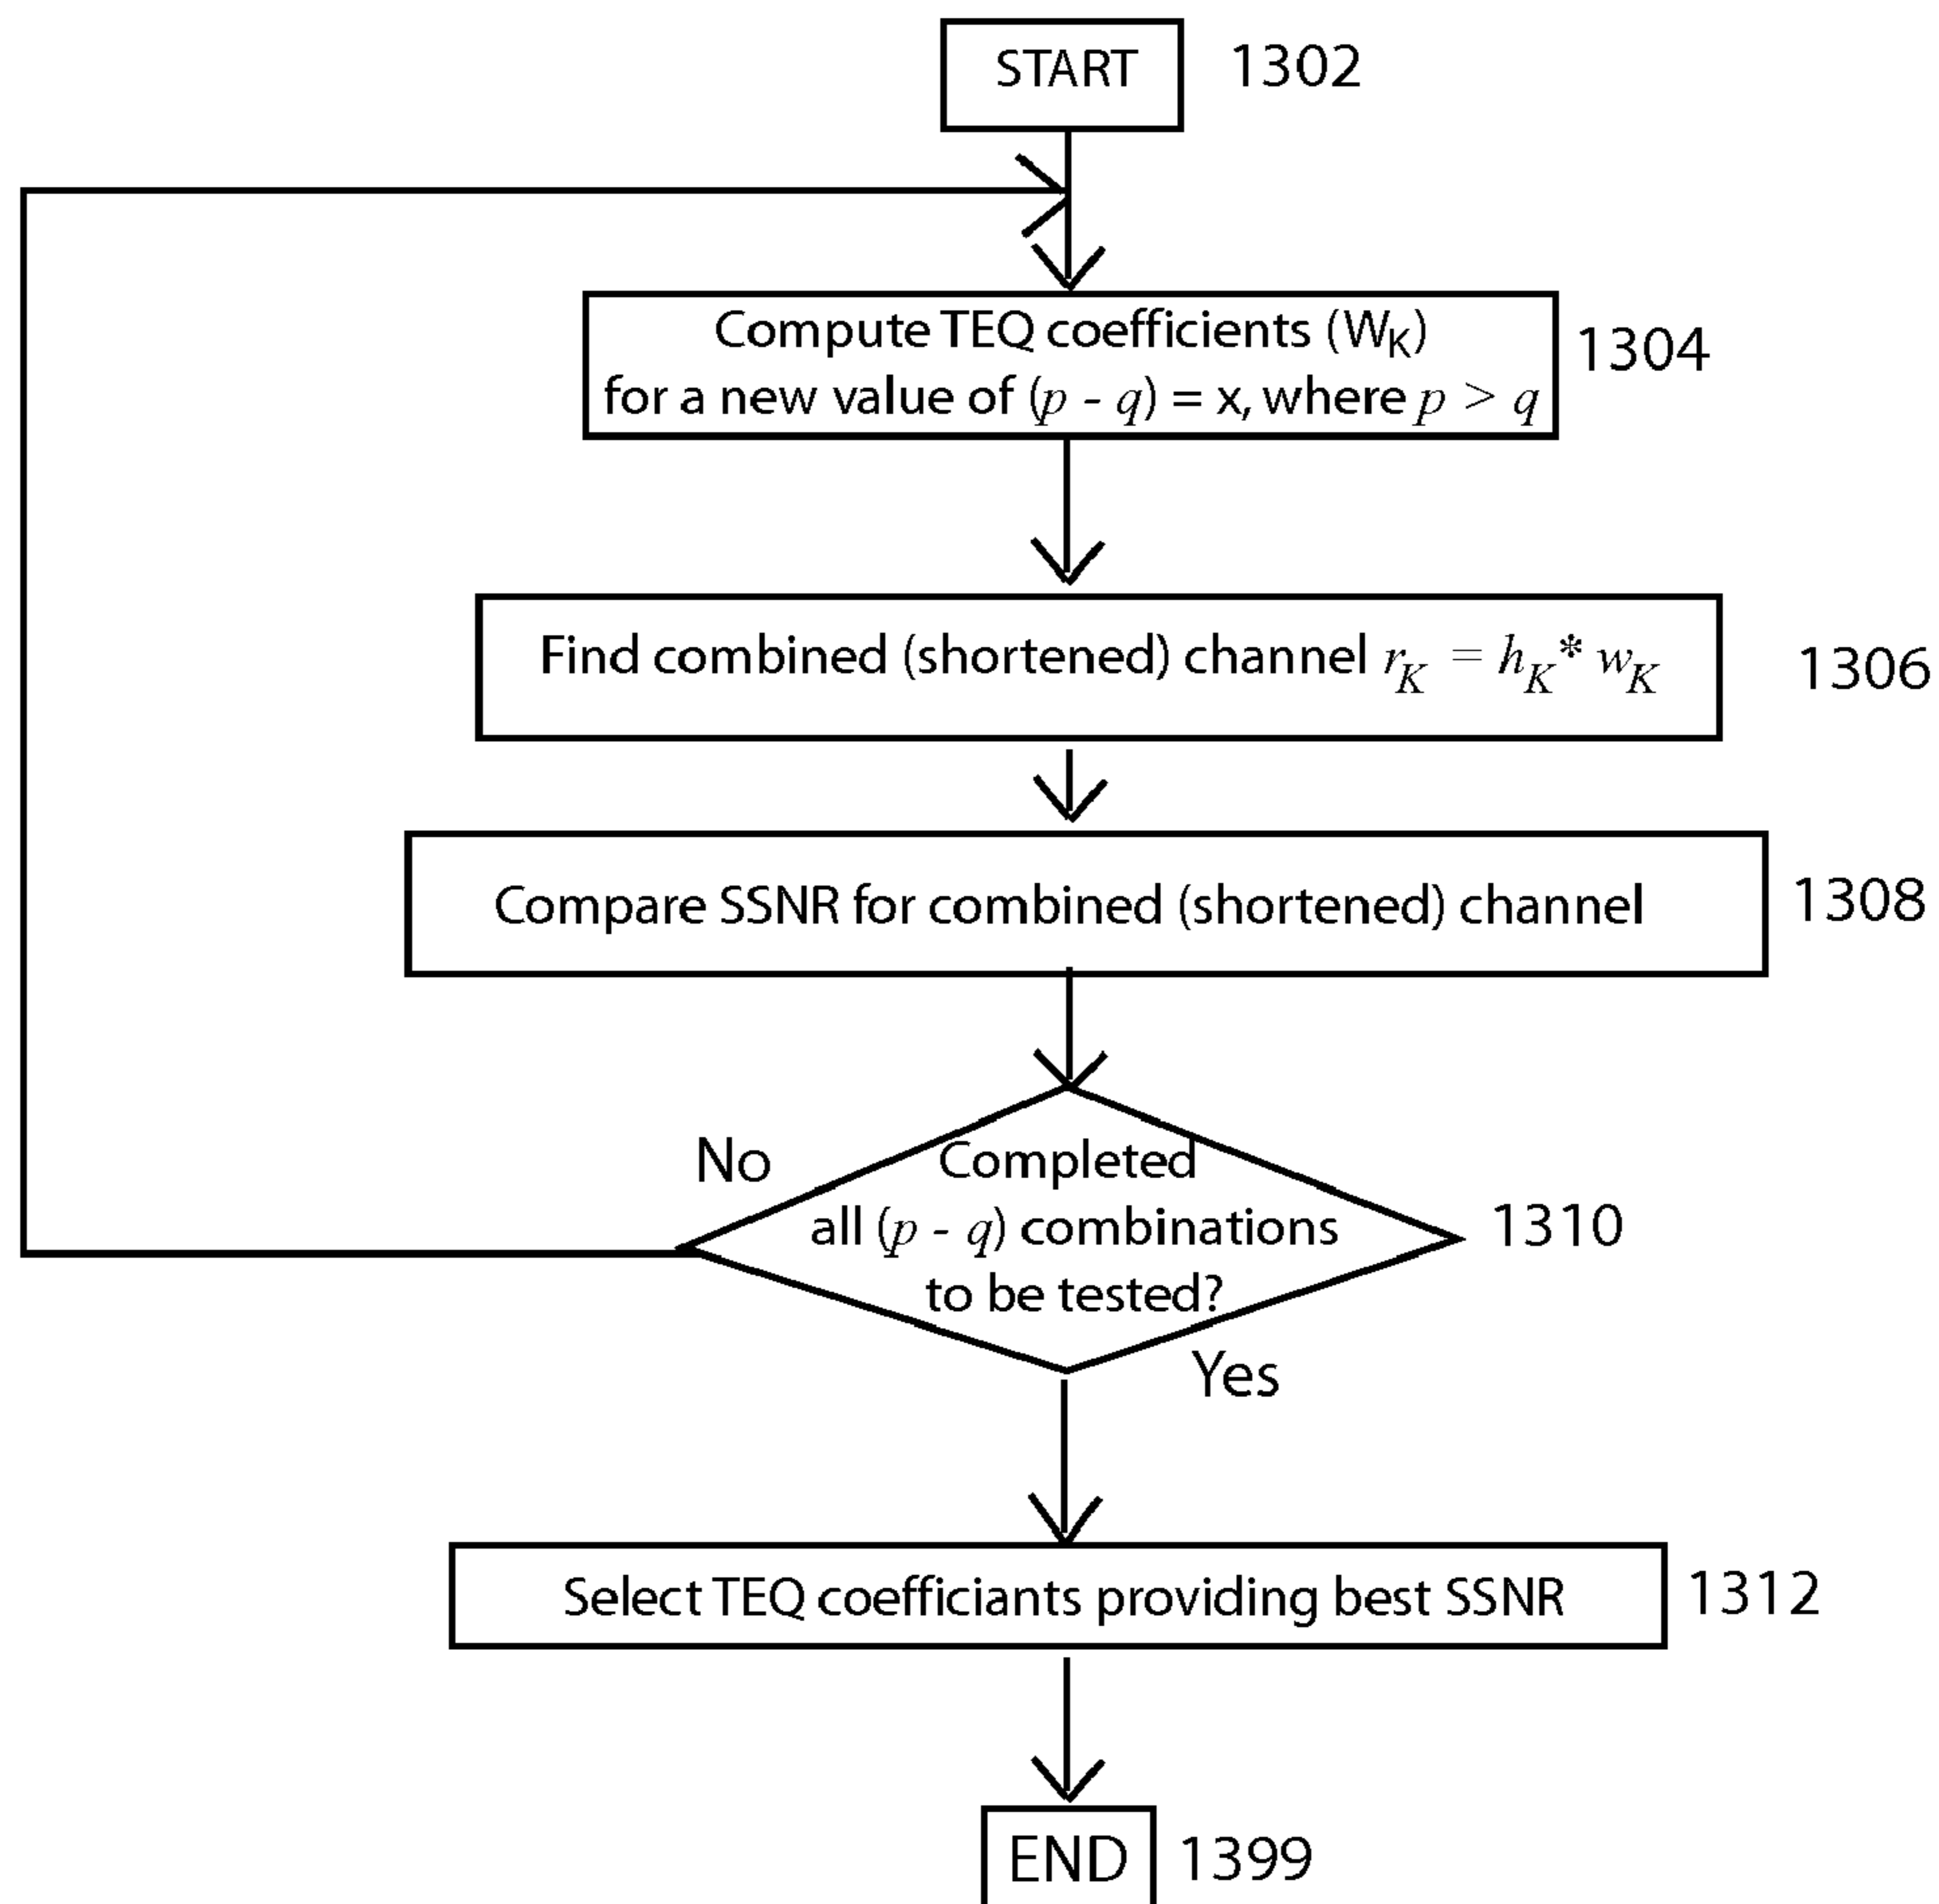 START
1302
Compute TEQ coefficients (W_K)
for a new value of (p - q) = x, where p > q
1304
Find combined (shortened) channel r_K = h_K * w_K
1306
Compare SSNR for combined (shortened) channel
1308
No
Completed
all (p - q) combinations
to be tested?
1310
Yes
Select TEQ coefficiants providing best SSNR
1312
END
1399